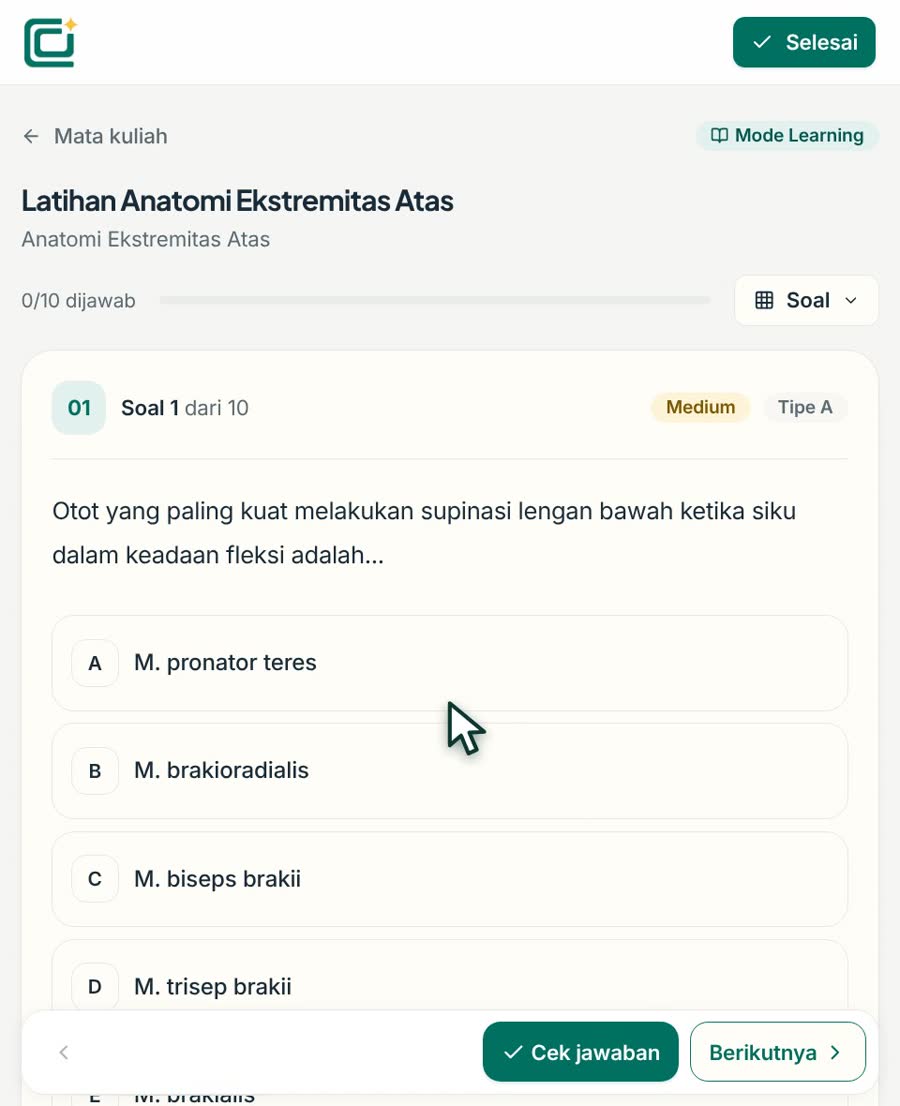 Selesai
Mata kuliah
Mode Learning
Latihan Anatomi Ekstremitas Atas
Anatomi Ekstremitas Atas
0/10 dijawab
Soal
01
Soal 1 dari 10
Medium
Tipe A
Otot yang paling kuat melakukan supinasi lengan bawah ketika siku
dalam keadaan fleksi adalah...
A M. pronator teres
B M. brakioradialis
C M. biseps brakii
D M. trisep brakii
Cek jawaban
Berikutnya
E M. brakialis